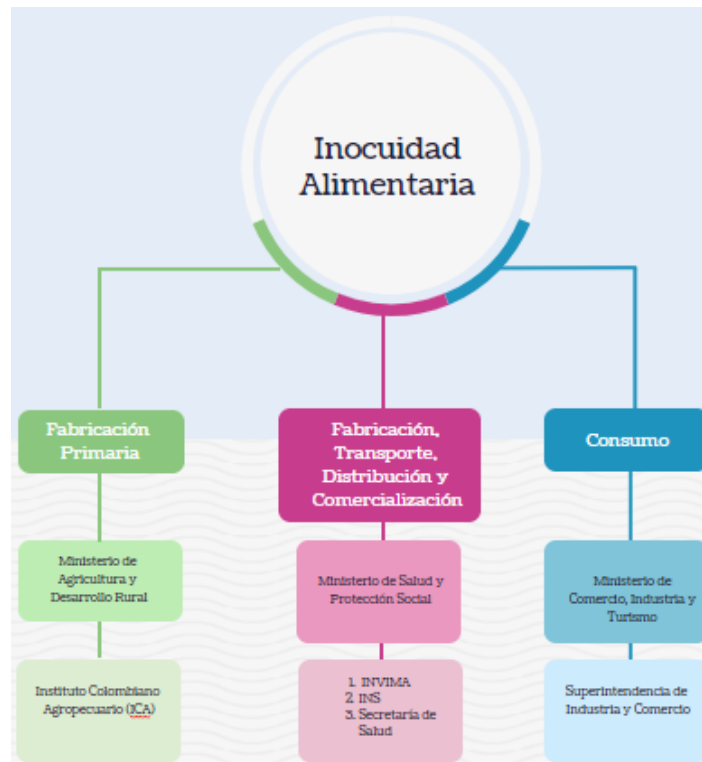 Inocuidad
Alimentaria
Fabricación
Primaria
Fabricación,
Transporte,
Distribución y
Comercialización
Consumo
Ministerio de
Agricultura y
Desarrollo Rural
Ministerio de Salud y
Protección Social
Ministerio de
Comercio, Industria y
Turismo
Instituto Colombiano
Agropecuario (ICA)
1. INVIMA
2. INS
3. Secretaría de
Salud
Superintendencia de
Industria y Comercio